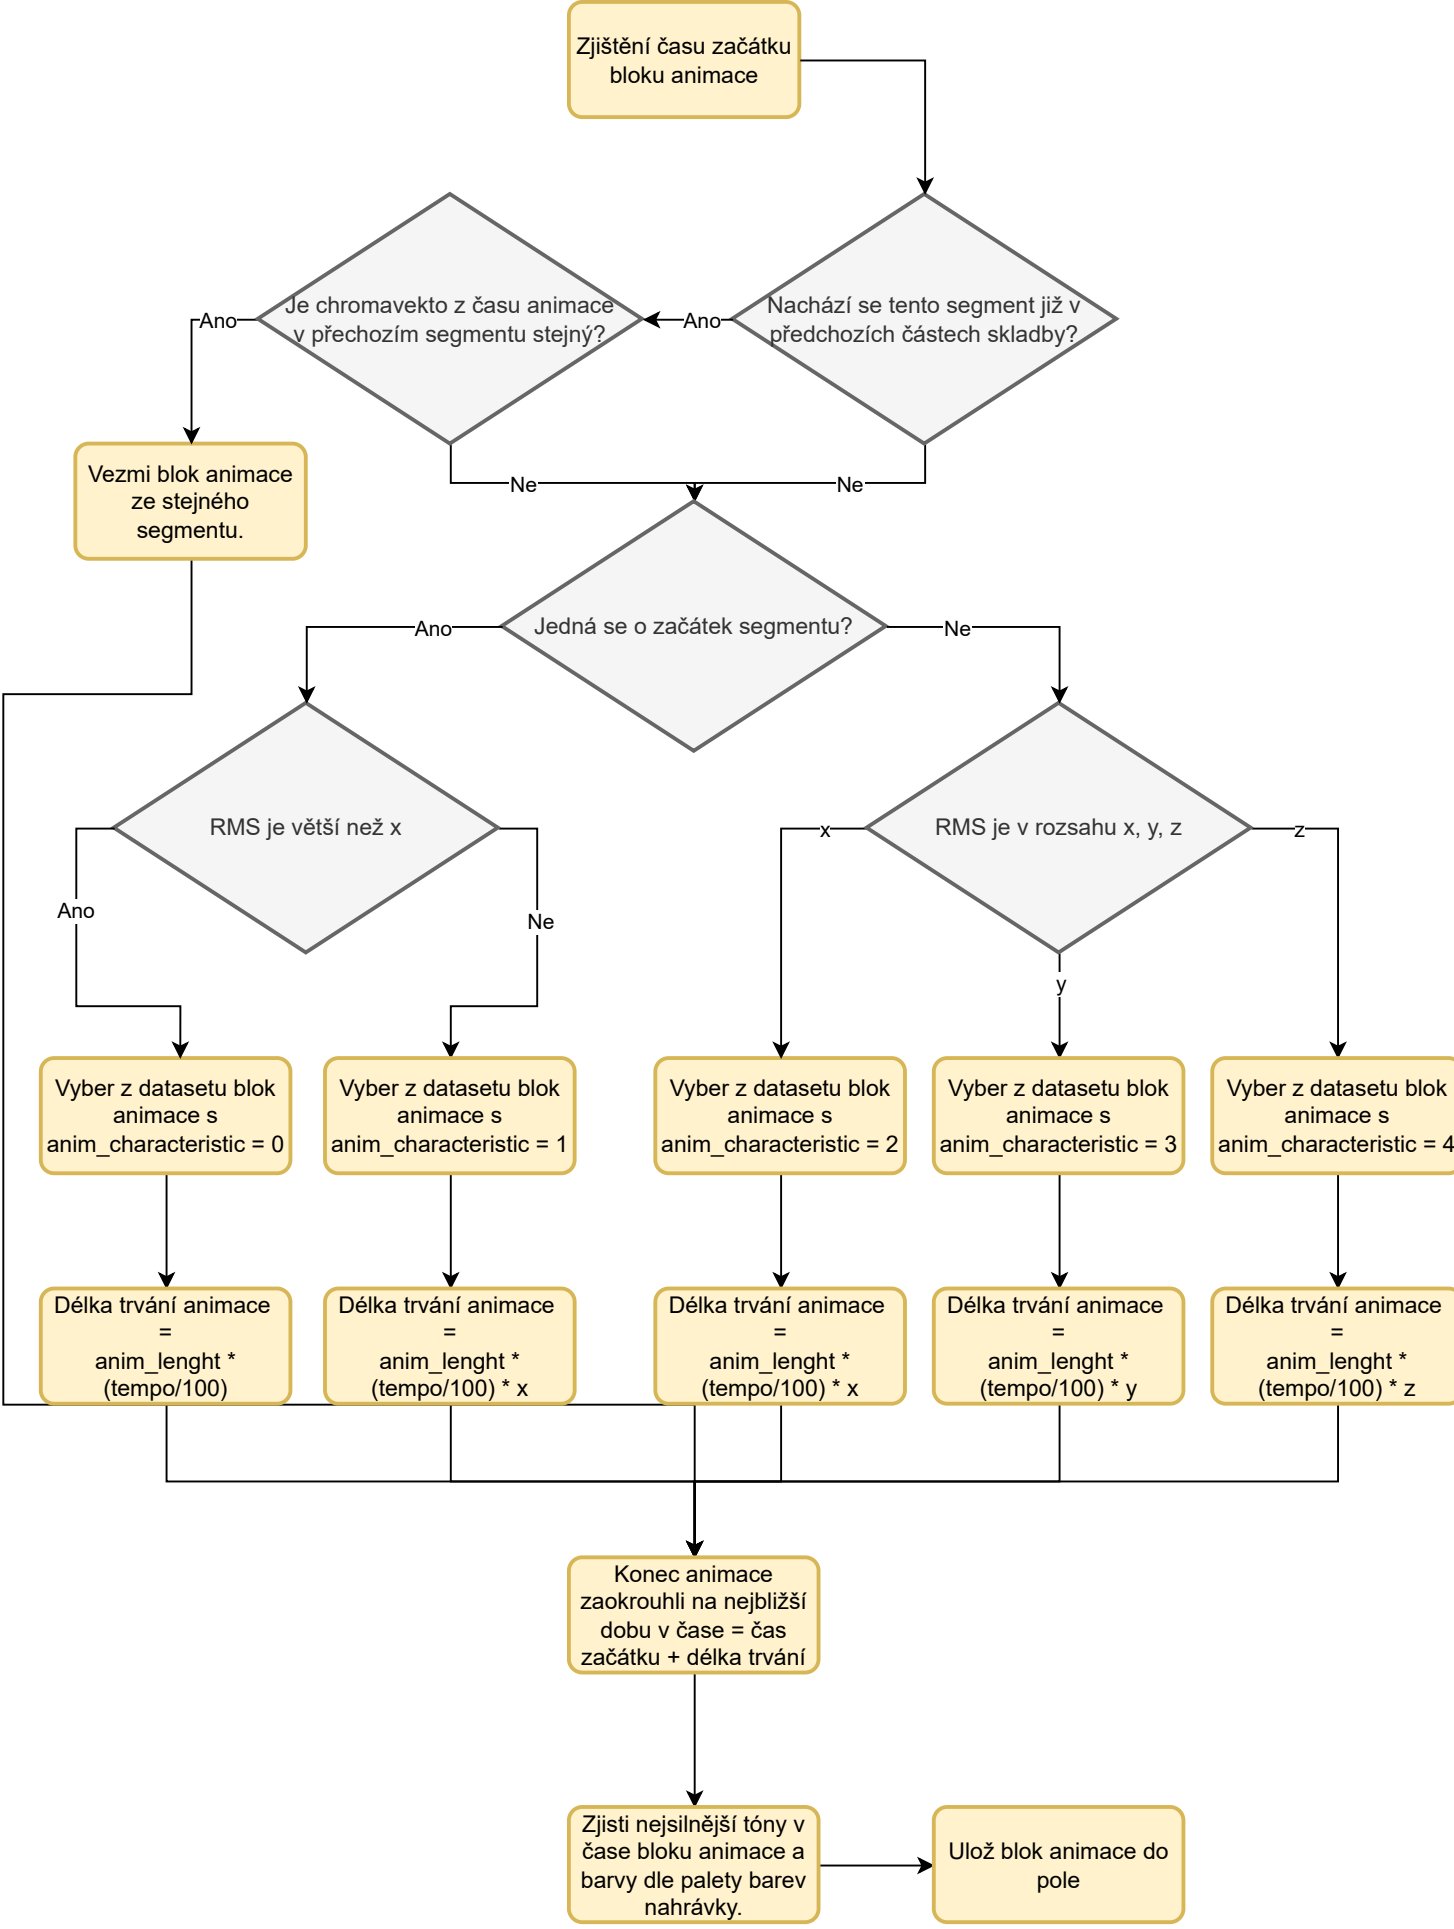 Zjištění času začátku
bloku animace
Je chromavekto z času animace
v přechozím segmentu stejný?
Nachází se tento segment již v
předchozích částech skladby?
Ano
Ano
Vezmi blok animace
ze stejného
segmentu.
Ne
Ne
Jedná se o začátek segmentu?
Ano
Ne
RMS je větší než x
RMS je v rozsahu x, y, z
Ano
Ne
x
y
z
Vyber z datasetu blok
animace s
anim_characteristic = 0
Vyber z datasetu blok
animace s
anim_characteristic = 1
Vyber z datasetu blok
animace s
anim_characteristic = 2
Vyber z datasetu blok
animace s
anim_characteristic = 3
Vyber z datasetu blok
animace s
anim_characteristic = 4
Délka trvání animace
=
anim_lenght *
(tempo/100)
Délka trvání animace
=
anim_lenght *
(tempo/100) * x
Délka trvání animace
=
anim_lenght *
(tempo/100) * x
Délka trvání animace
=
anim_lenght *
(tempo/100) * y
Délka trvání animace
=
anim_lenght *
(tempo/100) * z
Konec animace
zaokrouhli na nejbližší
dobu v čase = čas
začátku + délka trvání
Zjisti nejsilnější tóny v
čase bloku animace a
barvy dle palety barev
nahrávky.
Ulož blok animace do
pole